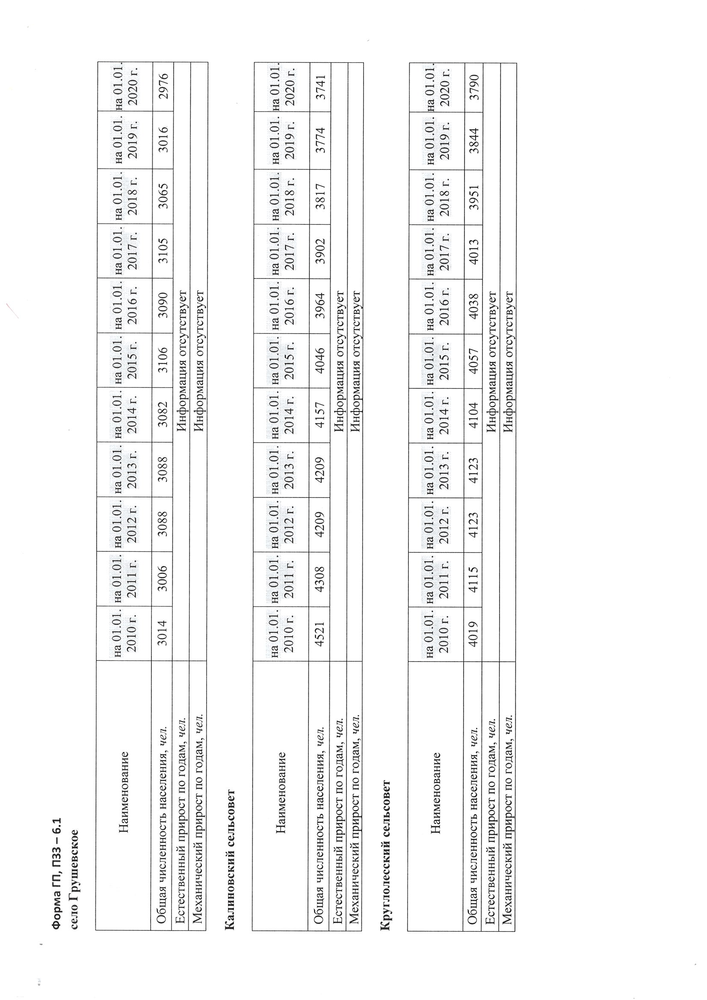 Форма ГП, ПЗЗ – 6.1
село Грушевское
Наименование на 01.01. 2010 г. на 01.01. 2011 г. на 01.01. 2012 г. на 01.01. 2013 г. на 01.01. 2014 г. на 01.01. 2015 г. на 01.01. 2016 г. на 01.01. 2017 г. на 01.01. 2018 г. на 01.01. 2019 г. на 01.01. 2020 г.
Общая численность населения, чел. 3014 3006 3088 3088 3082 3106 3090 3105 3065 3016 2976
Естественный прирост по годам, чел. Информация отсутствует
Механический прирост по годам, чел. Информация отсутствует
Калиновский сельсовет
Наименование на 01.01. 2010 г. на 01.01. 2011 г. на 01.01. 2012 г. на 01.01. 2013 г. на 01.01. 2014 г. на 01.01. 2015 г. на 01.01. 2016 г. на 01.01. 2017 г. на 01.01. 2018 г. на 01.01. 2019 г. на 01.01. 2020 г.
Общая численность населения, чел. 4521 4308 4209 4209 4157 4046 3964 3902 3817 3774 3741
Естественный прирост по годам, чел. Информация отсутствует
Механический прирост по годам, чел. Информация отсутствует
Круглолесский сельсовет
Наименование на 01.01. 2010 г. на 01.01. 2011 г. на 01.01. 2012 г. на 01.01. 2013 г. на 01.01. 2014 г. на 01.01. 2015 г. на 01.01. 2016 г. на 01.01. 2017 г. на 01.01. 2018 г. на 01.01. 2019 г. на 01.01. 2020 г.
Общая численность населения, чел. 4019 4115 4123 4123 4104 4057 4038 4013 3951 3844 3790
Естественный прирост по годам, чел. Информация отсутствует
Механический прирост по годам, чел. Информация отсутствует